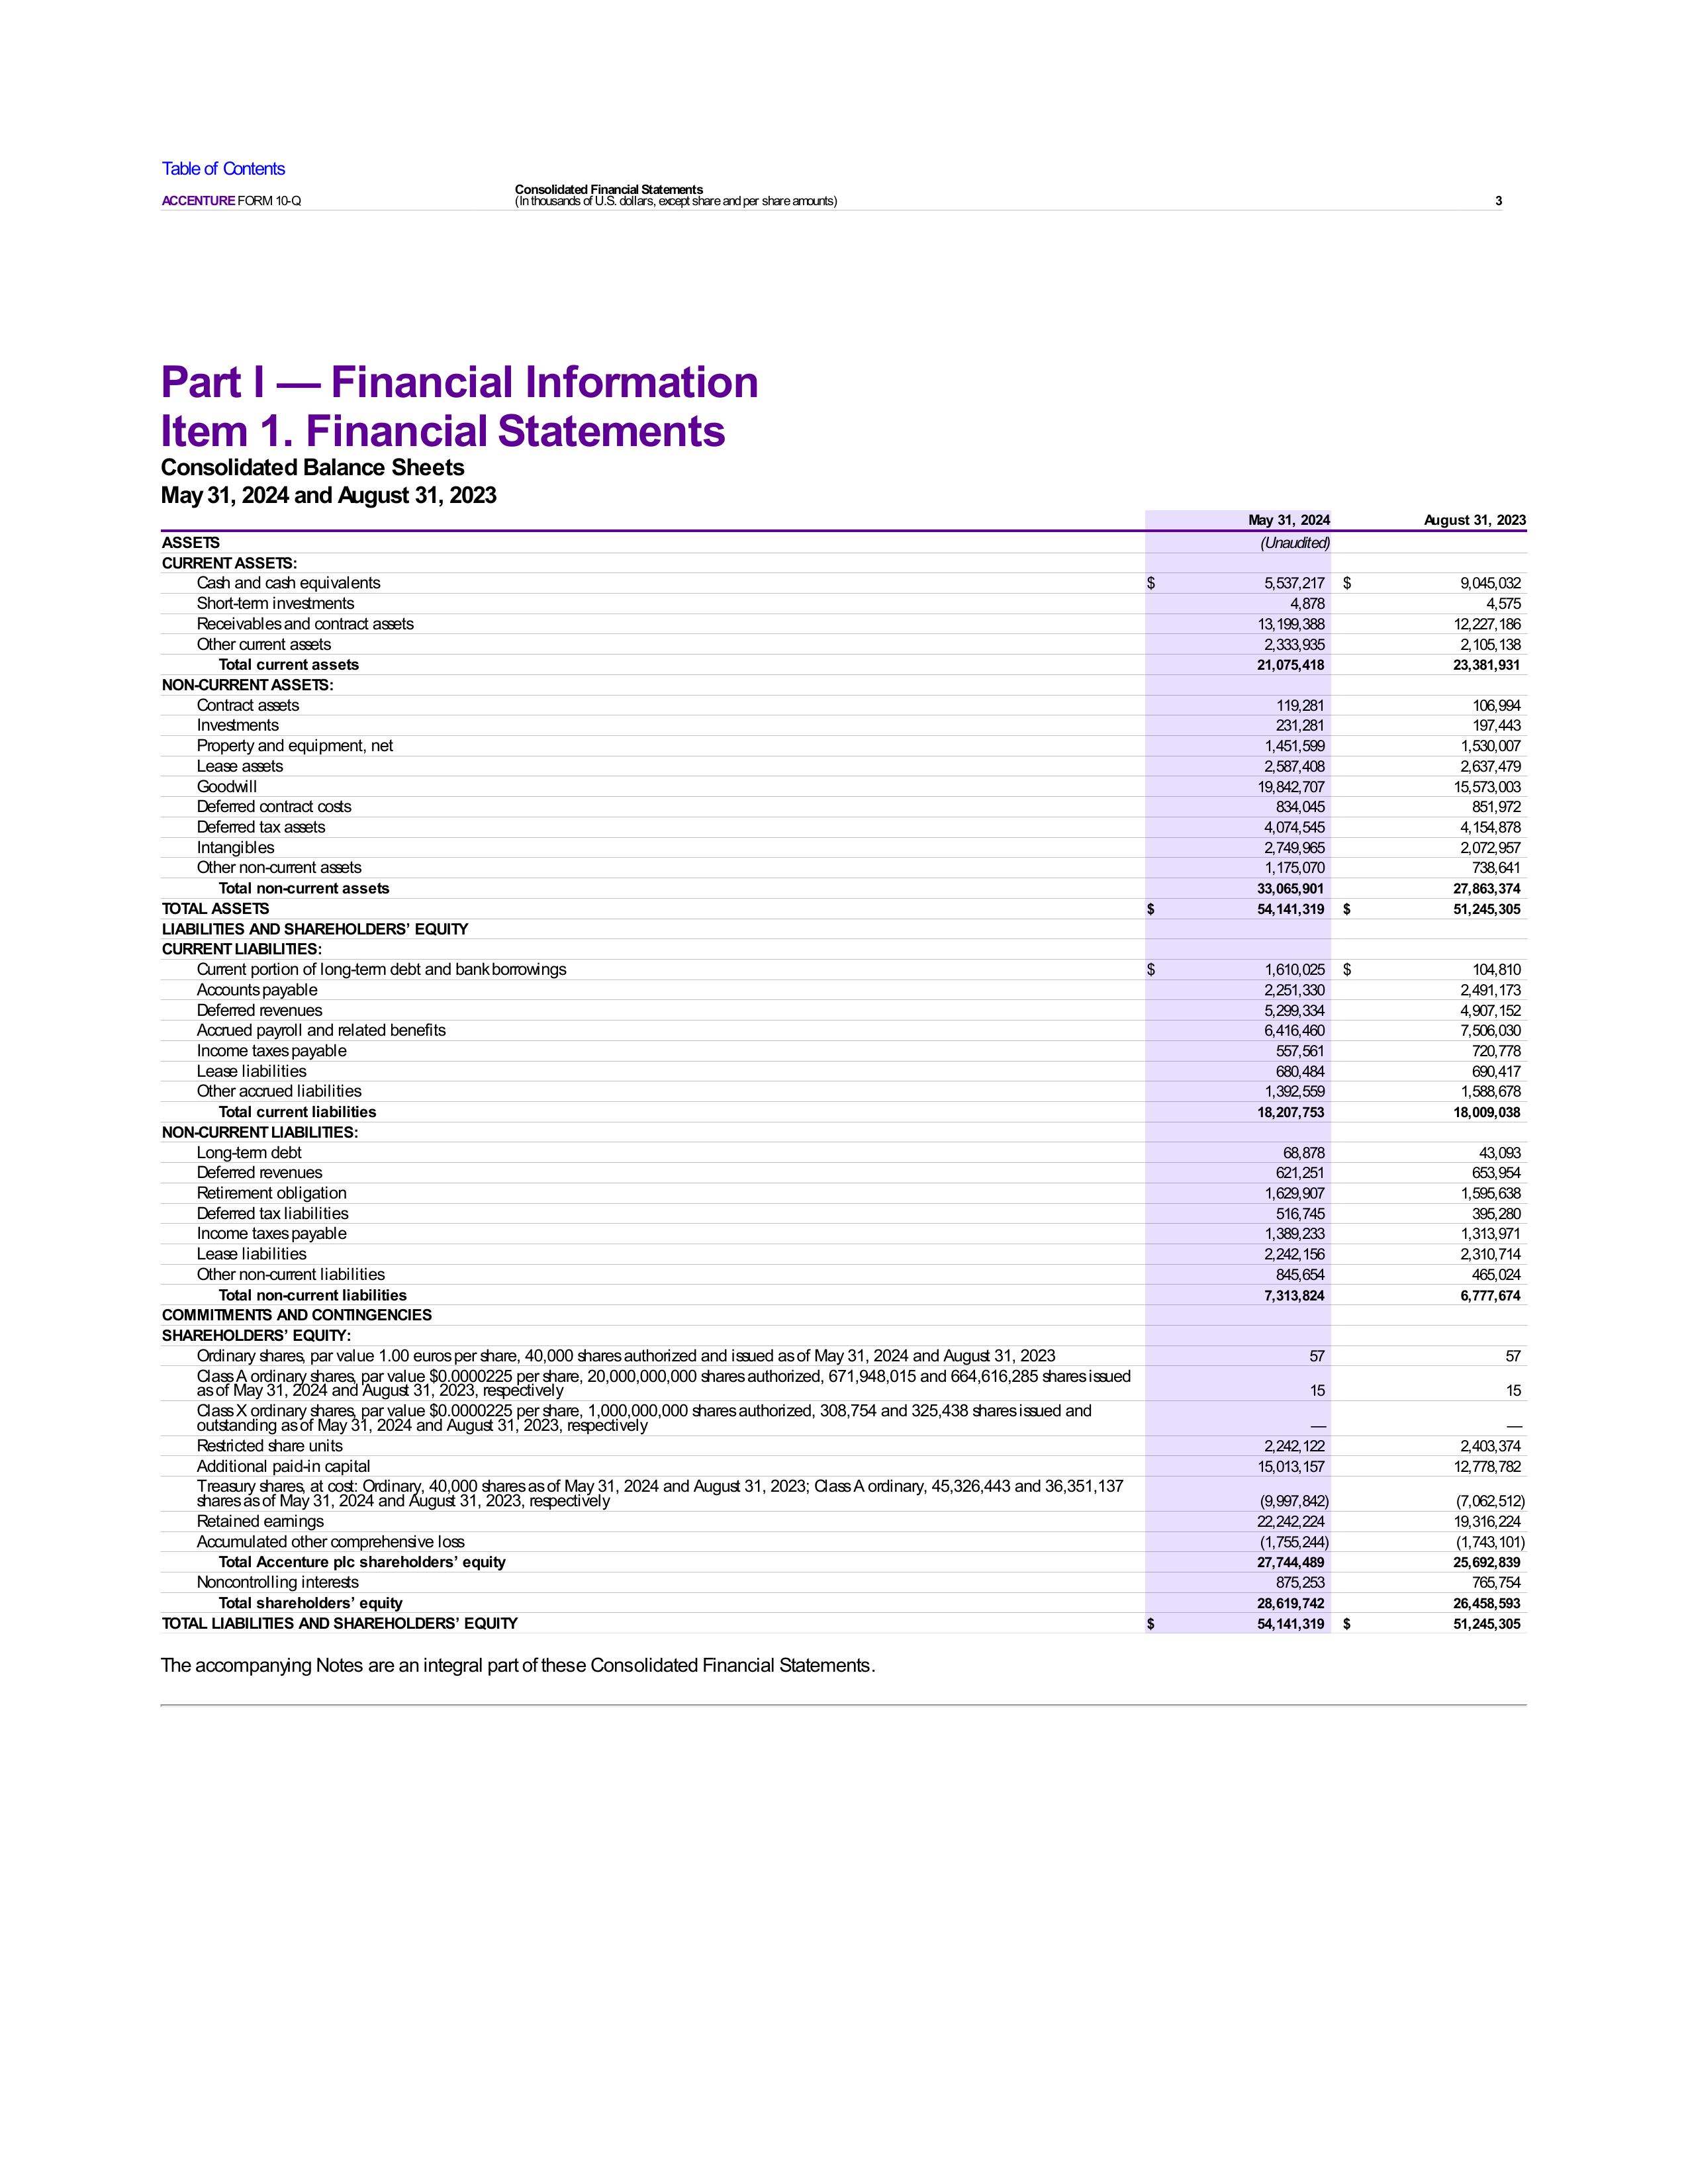 Table of Contents
ACCENTURE FORM 10-Q
Consolidated Financial Statements
(In thousands of U.S. dollars, except share and per share amounts)
3
Part I — Financial Information
Item 1. Financial Statements
Consolidated Balance Sheets
May 31, 2024 and August 31, 2023
May 31, 2024 August 31, 2023
ASSETS (Unaudited)
CURRENT ASSETS:
Cash and cash equivalents $ 5,537,217 $ 9,045,032
Short-term investments 4,878 4,575
Receivables and contract assets 13,199,388 12,227,186
Other current assets 2,333,935 2,105,138
Total current assets 21,075,418 23,381,931
NON-CURRENT ASSETS:
Contract assets 119,281 106,994
Investments 231,281 197,443
Property and equipment, net 1,451,599 1,530,007
Lease assets 2,587,408 2,637,479
Goodwill 19,842,707 15,573,003
Deferred contract costs 834,045 851,972
Deferred tax assets 4,074,545 4,154,878
Intangibles 2,749,965 2,072,957
Other non-current assets 1,175,070 738,641
Total non-current assets 33,065,901 27,863,374
TOTAL ASSETS $ 54,141,319 $ 51,245,305
LIABILITIES AND SHAREHOLDERS’ EQUITY
CURRENT LIABILITIES:
Current portion of long-term debt and bank borrowings $ 1,610,025 $ 104,810
Accounts payable 2,251,330 2,491,173
Deferred revenues 5,299,334 4,907,152
Accrued payroll and related benefits 6,416,460 7,506,030
Income taxes payable 557,561 720,778
Lease liabilities 680,484 690,417
Other accrued liabilities 1,392,559 1,588,678
Total current liabilities 18,207,753 18,009,038
NON-CURRENT LIABILITIES:
Long-term debt 68,878 43,093
Deferred revenues 621,251 653,954
Retirement obligation 1,629,907 1,595,638
Deferred tax liabilities 516,745 395,280
Income taxes payable 1,389,233 1,313,971
Lease liabilities 2,242,156 2,310,714
Other non-current liabilities 845,654 465,024
Total non-current liabilities 7,313,824 6,777,674
COMMITMENTS AND CONTINGENCIES
SHAREHOLDERS’ EQUITY:
Ordinary shares, par value 1.00 euros per share, 40,000 shares authorized and issued as of May 31, 2024 and August 31, 2023 57 57
Class A ordinary shares, par value $0.0000225 per share, 20,000,000,000 shares authorized, 671,948,015 and 664,616,285 shares issued
as of May 31, 2024 and August 31, 2023, respectively 15 15
Class X ordinary shares, par value $0.0000225 per share, 1,000,000,000 shares authorized, 308,754 and 325,438 shares issued and
outstanding as of May 31, 2024 and August 31, 2023, respectively — —
Restricted share units 2,242,122 2,403,374
Additional paid-in capital 15,013,157 12,778,782
Treasury shares, at cost: Ordinary, 40,000 shares as of May 31, 2024 and August 31, 2023; Class A ordinary, 45,326,443 and 36,351,137
shares as of May 31, 2024 and August 31, 2023, respectively (9,997,842) (7,062,512)
Retained earnings 22,242,224 19,316,224
Accumulated other comprehensive loss (1,755,244) (1,743,101)
Total Accenture plc shareholders’ equity 27,744,489 25,692,839
Noncontrolling interests 875,253 765,754
Total shareholders’ equity 28,619,742 26,458,593
TOTAL LIABILITIES AND SHAREHOLDERS’ EQUITY $ 54,141,319 $ 51,245,305
The accompanying Notes are an integral part of these Consolidated Financial Statements.